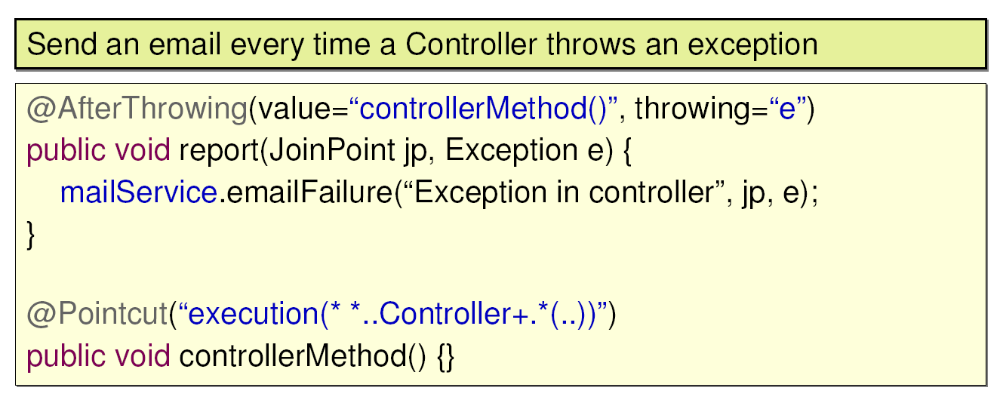 Send an email every time a Controller throws an exception
@AfterThrowing(value=“controllerMethod()”, throwing=“e”)
public void report(JoinPoint jp, Exception e) {
mailService.emailFailure(“Exception in controller”, jp, e);
}
@Pointcut(“execution(* *..Controller+.*(..))”)
public void controllerMethod() {}